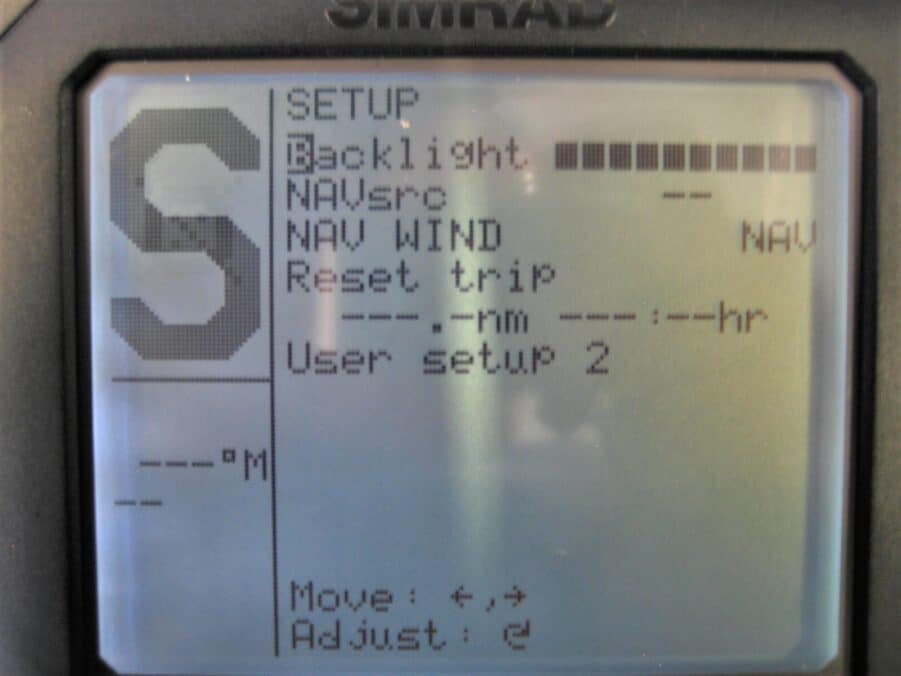 SIMRAD
S
SETUP
Backlight
NAVsrc --
NAV WIND NAV
Reset trip
---.-nm ---:--hr
User setup 2
---°M
--
Move: ←,→
Adjust: ↻